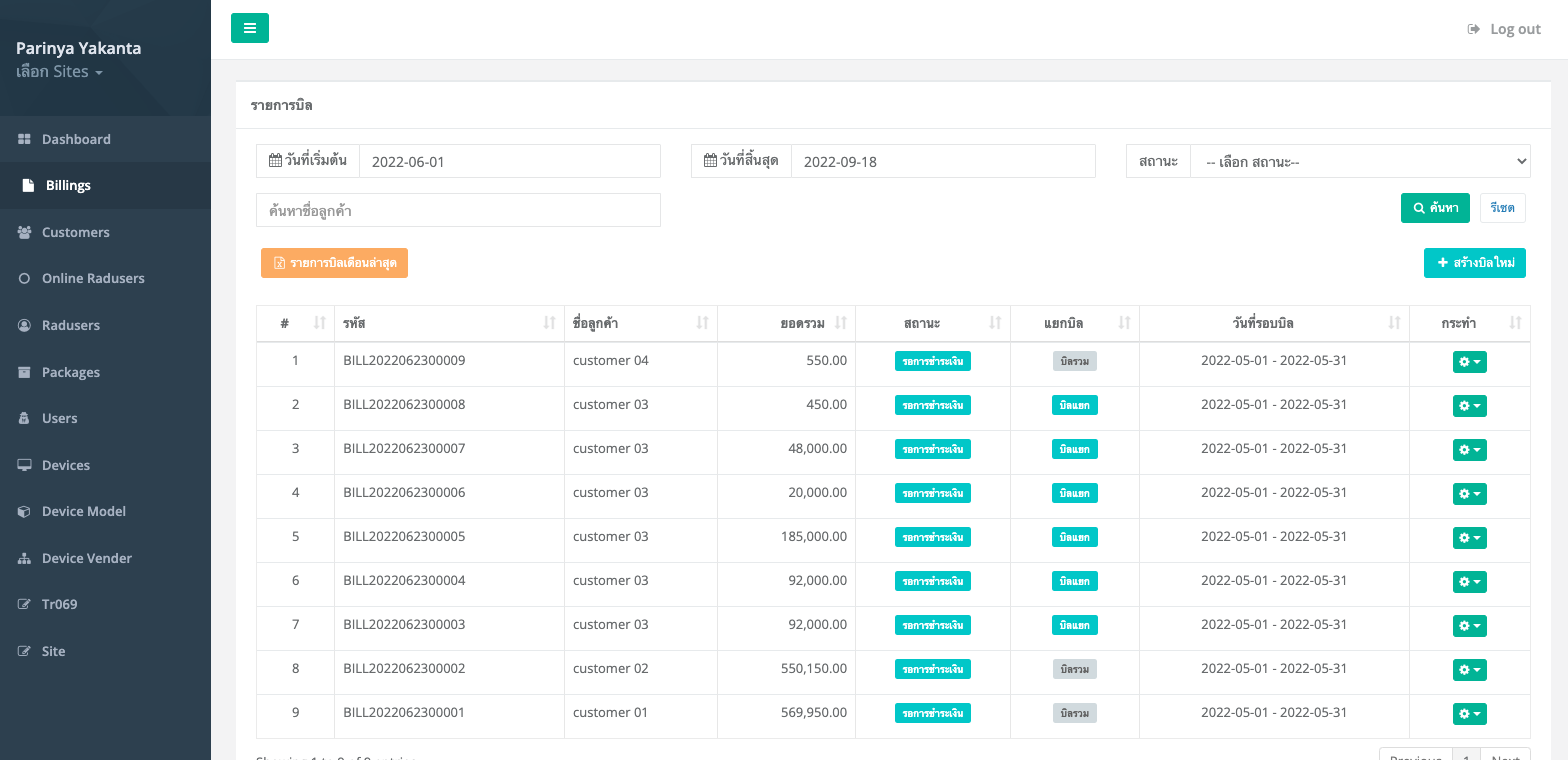 Parinya Yakanta
เลือก Sites
Log out
Dashboard
Billings
Customers
Online Radusers
Radusers
Packages
Users
Devices
Device Model
Device Vender
Tr069
Site
รายการบิล
วันที่เริ่มต้น 2022-06-01 วันที่สิ้นสุด 2022-09-18 สถานะ -- เลือก สถานะ--
ค้นหาชื่อลูกค้า ค้นหา รีเซต
รายการบิลเดือนล่าสุด + สร้างบิลใหม่
# รหัส ชื่อลูกค้า ยอดรวม สถานะ แยกบิล วันที่รอบบิล กระทำ
1 BILL2022062300009 customer 04 550.00 รอการชำระเงิน บิลรวม 2022-05-01 - 2022-05-31
2 BILL2022062300008 customer 03 450.00 รอการชำระเงิน บิลแยก 2022-05-01 - 2022-05-31
3 BILL2022062300007 customer 03 48,000.00 รอการชำระเงิน บิลแยก 2022-05-01 - 2022-05-31
4 BILL2022062300006 customer 03 20,000.00 รอการชำระเงิน บิลแยก 2022-05-01 - 2022-05-31
5 BILL2022062300005 customer 03 185,000.00 รอการชำระเงิน บิลแยก 2022-05-01 - 2022-05-31
6 BILL2022062300004 customer 03 92,000.00 รอการชำระเงิน บิลแยก 2022-05-01 - 2022-05-31
7 BILL2022062300003 customer 03 92,000.00 รอการชำระเงิน บิลแยก 2022-05-01 - 2022-05-31
8 BILL2022062300002 customer 02 550,150.00 รอการชำระเงิน บิลรวม 2022-05-01 - 2022-05-31
9 BILL2022062300001 customer 01 569,950.00 รอการชำระเงิน บิลรวม 2022-05-01 - 2022-05-31
Previous 1 Next